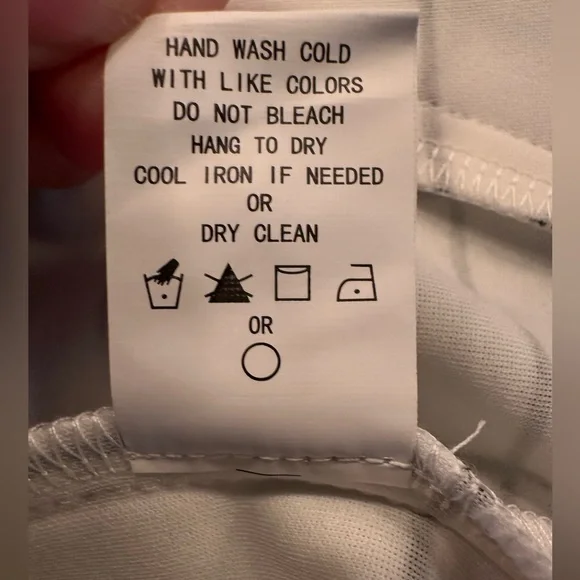 HAND WASH COLD
WITH LIKE COLORS
DO NOT BLEACH
HANG TO DRY
COOL IRON IF NEEDED
OR
DRY CLEAN
OR